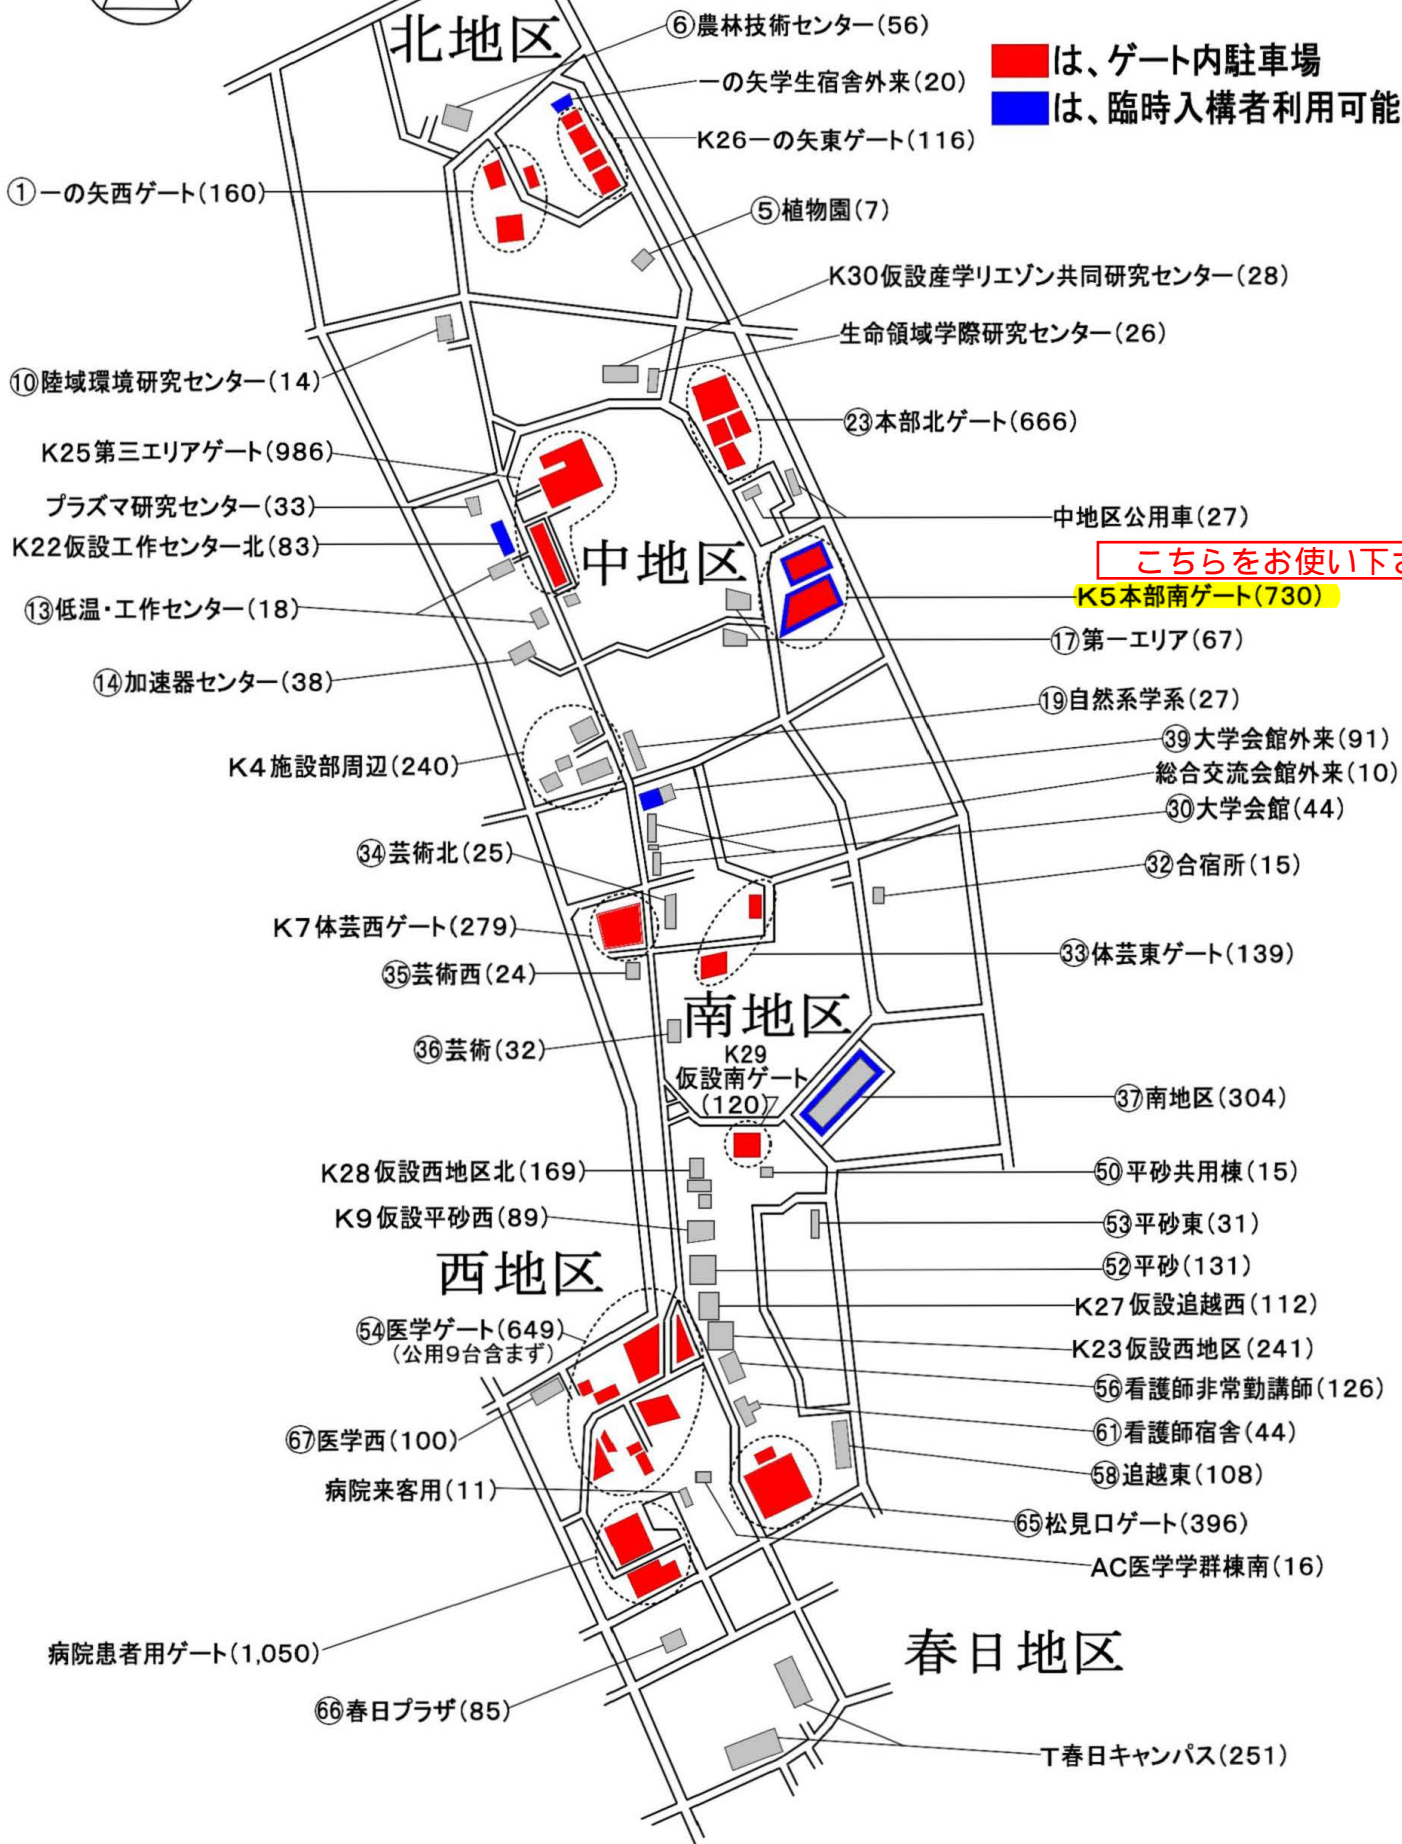 北地区
⑥農林技術センター(56)
は、ゲート内駐車場
一の矢学生宿舎外来(20)
は、臨時入構者利用可能
K26一の矢東ゲート(116)
①一の矢西ゲート(160)
⑤植物園(7)
K30仮設産学リエゾン共同研究センター(28)
生命領域学際研究センター(26)
⑩陸域環境研究センター(14)
㉓本部北ゲート(666)
K25第三エリアゲート(986)
プラズマ研究センター(33)
中地区公用車(27)
K22仮設工作センター北(83)
中地区
こちらをお使い下さ
K5本部南ゲート(730)
⑬低温・工作センター(18)
⑰第一エリア(67)
⑭加速器センター(38)
⑲自然系学系(27)
㊴大学会館外来(91)
K4施設部周辺(240)
総合交流会館外来(10)
㉚大学会館(44)
㉞芸術北(25)
㉜合宿所(15)
K7体芸西ゲート(279)
㉝体芸東ゲート(139)
㉟芸術西(24)
南地区
㊱芸術(32)
K29
仮設南ゲート
(120)
㊲南地区(304)
K28仮設西地区北(169)
㊿平砂共用棟(15)
K9仮設平砂西(89)
53平砂東(31)
西地区
52平砂(131)
K27仮設追越西(112)
54医学ゲート(649)
(公用9台含まず)
K23仮設西地区(241)
56看護師非常勤講師(126)
61看護師宿舎(44)
67医学西(100)
58追越東(108)
病院来客用(11)
65松見口ゲート(396)
AC医学学群棟南(16)
病院患者用ゲート(1,050)
春日地区
66春日プラザ(85)
T春日キャンパス(251)